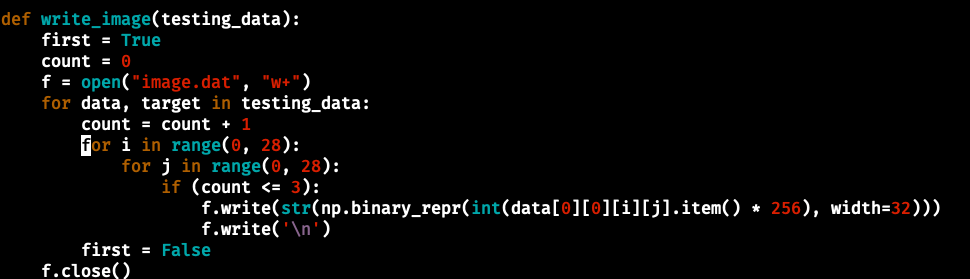 def write_image(testing_data):
    first = True
    count = 0
    f = open("image.dat", "w+")
    for data, target in testing_data:
        count = count + 1
        for i in range(0, 28):
            for j in range(0, 28):
                if (count <= 3):
                    f.write(str(np.binary_repr(int(data[0][0][i][j].item() * 256), width=32)))
                    f.write('\n')
        first = False
    f.close()